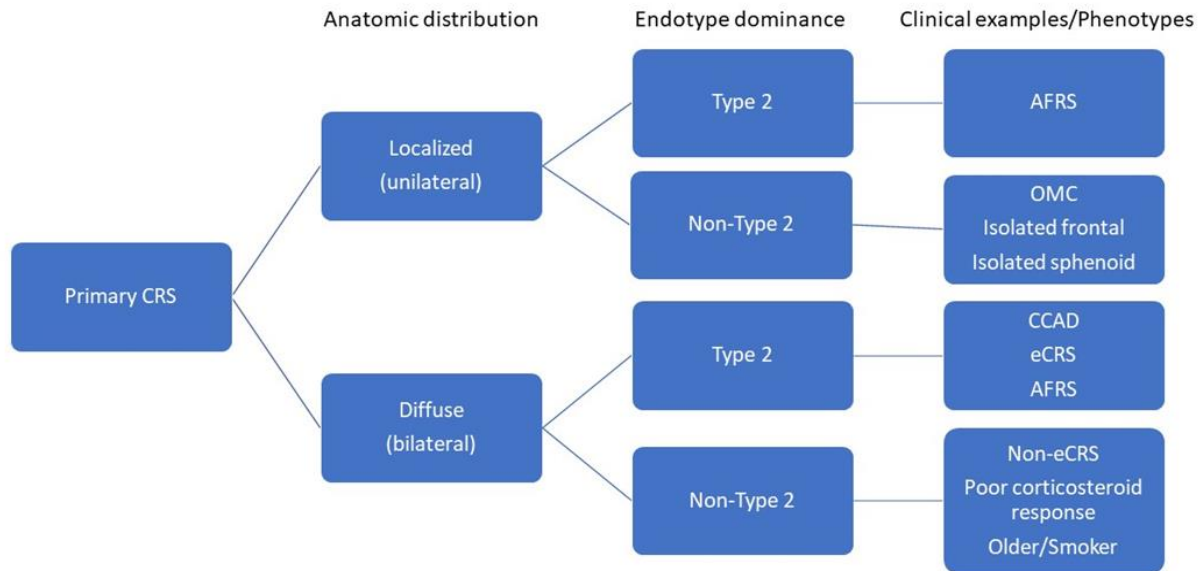 Anatomic distribution
Endotype dominance
Clinical examples/Phenotypes
Primary CRS
Localized
(unilateral)
Type 2
AFRS
Non-Type 2
OMC
Isolated frontal
Isolated sphenoid
Diffuse
(bilateral)
Type 2
CCAD
eCRS
AFRS
Non-Type 2
Non-eCRS
Poor corticosteroid
response
Older/Smoker